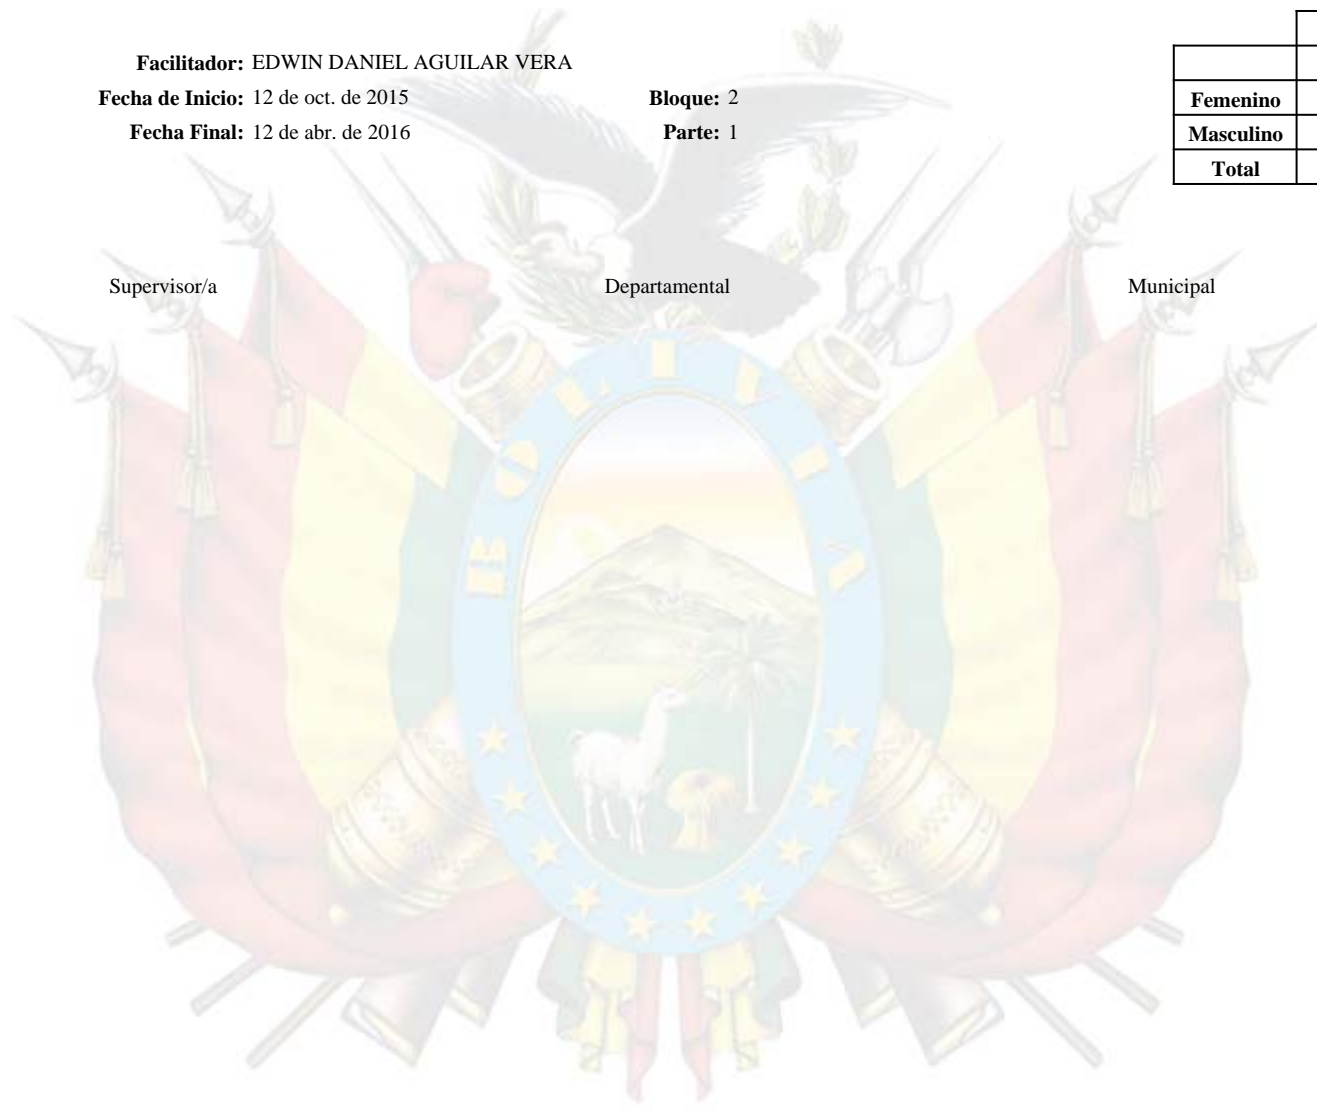 Facilitador: EDWIN DANIEL AGUILAR VERA
Fecha de Inicio: 12 de oct. de 2015 Bloque: 2
Fecha Final: 12 de abr. de 2016 Parte: 1
Femenino
Masculino
Total
Supervisor/a Departamental Municipal
BOLIVIA